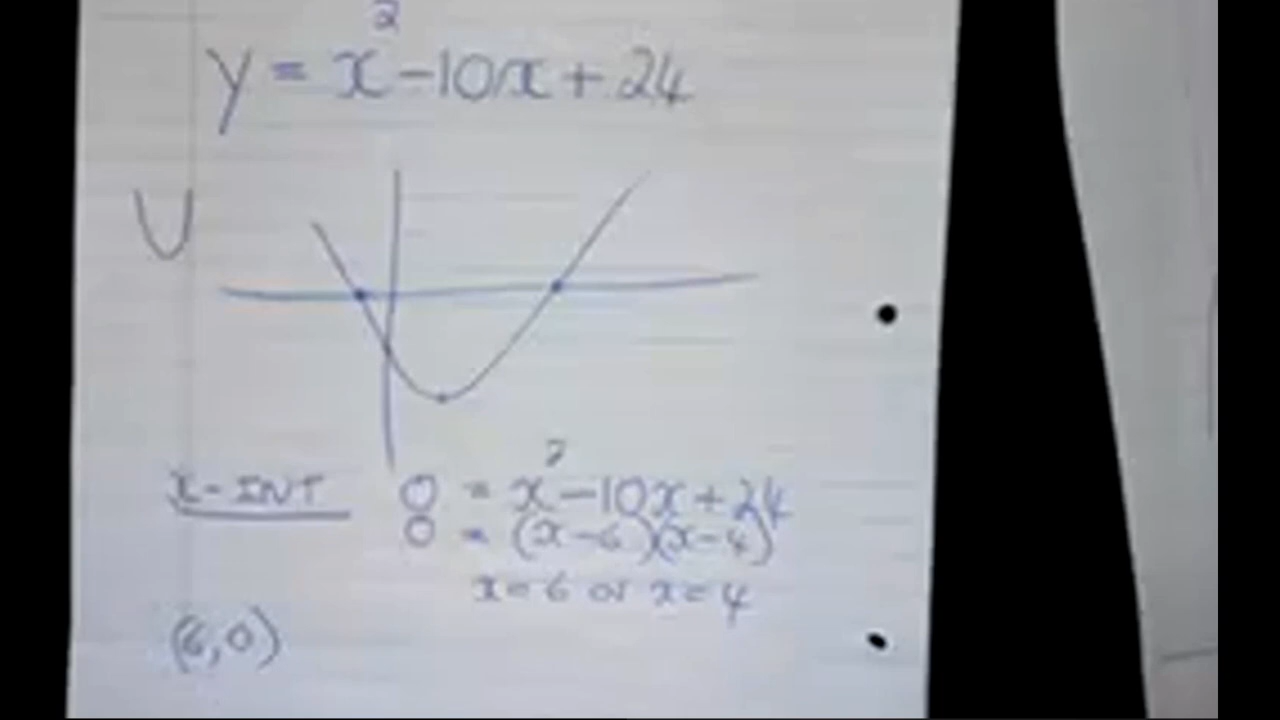 y = x²-10x+24
x-INT 0 = x²-10x+24
0 = (x-6)(x-4)
x=6 or x=4
(6,0)